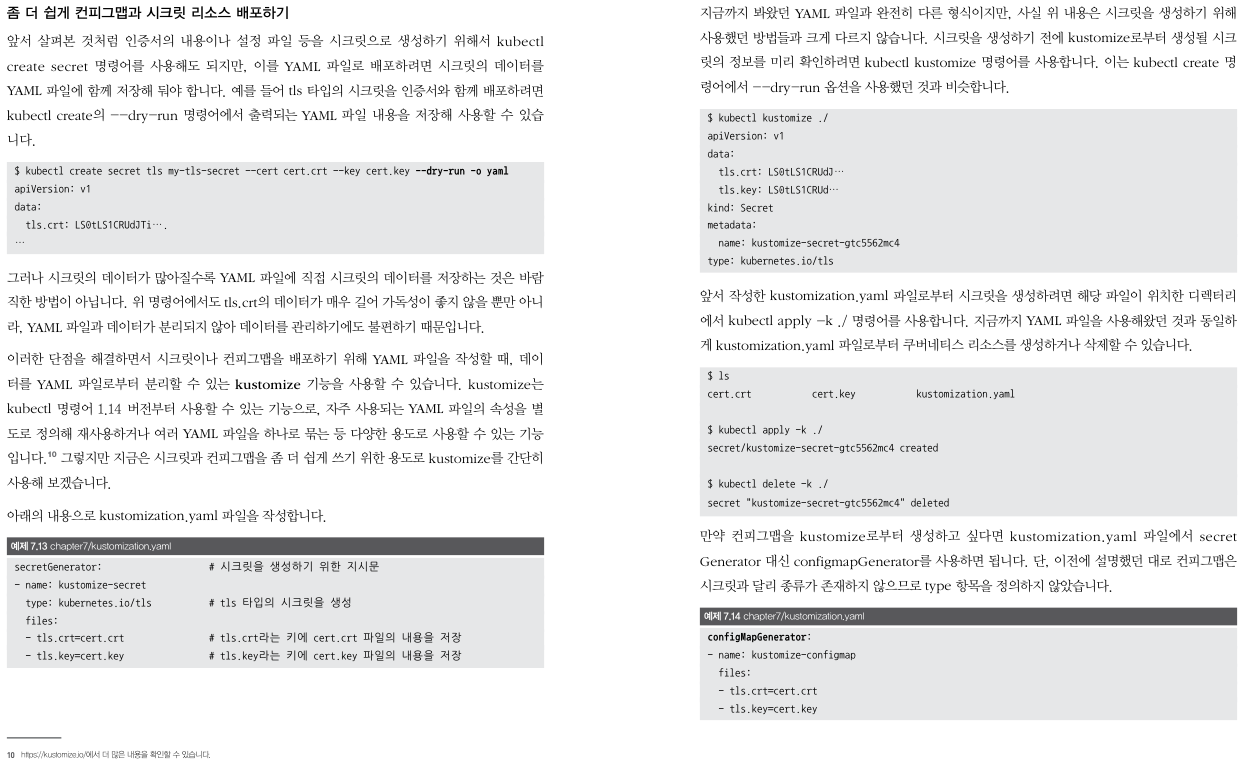 좀 더 쉽게 컨피그맵과 시크릿 리소스 배포하기
앞서 살펴본 것처럼 인증서의 내용이나 설정 파일 등을 시크릿으로 생성하기 위해서 kubectl
create secret 명령어를 사용해도 되지만, 이를 YAML 파일로 배포하려면 시크릿의 데이터를
YAML 파일에 함께 저장해 둬야 합니다. 예를 들어 tls 타입의 시크릿을 인증서와 함께 배포하려면
kubectl create의 --dry-run 명령어에서 출력되는 YAML 파일 내용을 저장해 사용할 수 있습
니다.
$ kubectl create secret tls my-tls-secret --cert cert.crt --key cert.key --dry-run -o yaml
apiVersion: v1
data:
  tls.crt: LS0tLS1CRUdJTi….
…
그러나 시크릿의 데이터가 많아질수록 YAML 파일에 직접 시크릿의 데이터를 저장하는 것은 바람
직한 방법이 아닙니다. 위 명령어에서도 tls.crt의 데이터가 매우 길어 가독성이 좋지 않을 뿐만 아니
라, YAML 파일과 데이터가 분리되지 않아 데이터를 관리하기에도 불편하기 때문입니다.
이러한 단점을 해결하면서 시크릿이나 컨피그맵을 배포하기 위해 YAML 파일을 작성할 때, 데이
터를 YAML 파일로부터 분리할 수 있는 kustomize 기능을 사용할 수 있습니다. kustomize는
kubectl 명령어 1.14 버전부터 사용할 수 있는 기능으로, 자주 사용되는 YAML 파일의 속성을 별
도로 정의해 재사용하거나 여러 YAML 파일을 하나로 묶는 등 다양한 용도로 사용할 수 있는 기능
입니다.10 그렇지만 지금은 시크릿과 컨피그맵을 좀 더 쉽게 쓰기 위한 용도로 kustomize를 간단히
사용해 보겠습니다.
아래의 내용으로 kustomization.yaml 파일을 작성합니다.
예제 7.13 chapter7/kustomization.yaml
secretGenerator: # 시크릿을 생성하기 위한 지시문
- name: kustomize-secret
  type: kubernetes.io/tls # tls 타입의 시크릿을 생성
  files:
  - tls.crt=cert.crt # tls.crt라는 키에 cert.crt 파일의 내용을 저장
  - tls.key=cert.key # tls.key라는 키에 cert.key 파일의 내용을 저장
10 https://kustomize.io/에서 더 많은 내용을 확인할 수 있습니다.
지금까지 봐왔던 YAML 파일과 완전히 다른 형식이지만, 사실 위 내용은 시크릿을 생성하기 위해
사용했던 방법들과 크게 다르지 않습니다. 시크릿을 생성하기 전에 kustomize로부터 생성될 시크
릿의 정보를 미리 확인하려면 kubectl kustomize 명령어를 사용합니다. 이는 kubectl create 명
령어에서 --dry-run 옵션을 사용했던 것과 비슷합니다.
$ kubectl kustomize ./
apiVersion: v1
data:
  tls.crt: LS0tLS1CRUdJ…
  tls.key: LS0tLS1CRUd…
kind: Secret
metadata:
  name: kustomize-secret-gtc5562mc4
type: kubernetes.io/tls
앞서 작성한 kustomization.yaml 파일로부터 시크릿을 생성하려면 해당 파일이 위치한 디렉터리
에서 kubectl apply -k ./ 명령어를 사용합니다. 지금까지 YAML 파일을 사용해왔던 것과 동일하
게 kustomization.yaml 파일로부터 쿠버네티스 리소스를 생성하거나 삭제할 수 있습니다.
$ ls
cert.crt cert.key kustomization.yaml
$ kubectl apply -k ./
secret/kustomize-secret-gtc5562mc4 created
$ kubectl delete -k ./
secret "kustomize-secret-gtc5562mc4" deleted
만약 컨피그맵을 kustomize로부터 생성하고 싶다면 kustomization.yaml 파일에서 secret
Generator 대신 configmapGenerator를 사용하면 됩니다. 단, 이전에 설명했던 대로 컨피그맵은
시크릿과 달리 종류가 존재하지 않으므로 type 항목을 정의하지 않았습니다.
예제 7.14 chapter7/kustomization.yaml
configMapGenerator:
- name: kustomize-configmap
  files:
  - tls.crt=cert.crt
  - tls.key=cert.key